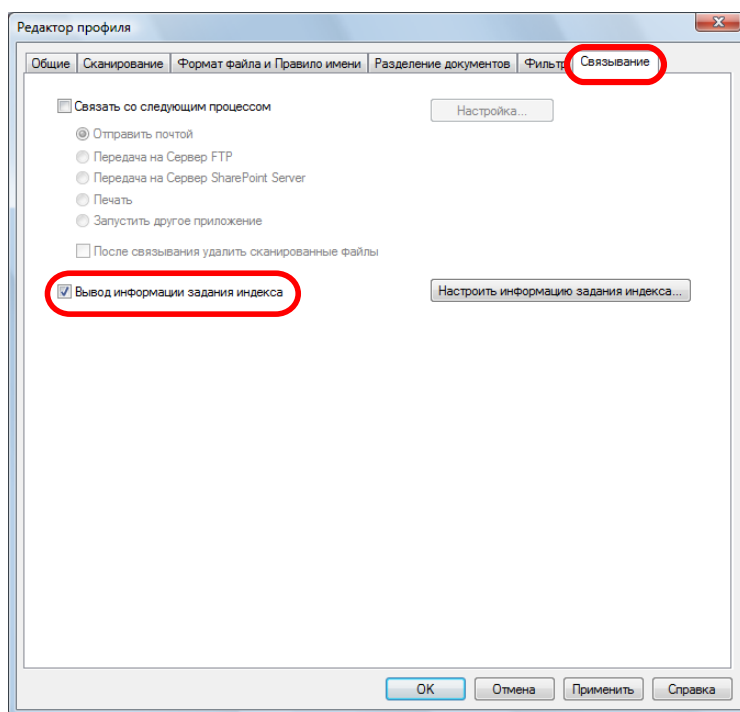 Редактор профиля
Общие Сканирование Формат файла и Правило имени Разделение документов Фильтр Связывание
Связать со следующим процессом Настройка...
Отправить почтой
Передача на Сервер FTP
Передача на Сервер SharePoint Server
Печать
Запустить другое приложение
После связывания удалить сканированные файлы
Вывод информации задания индекса Настроить информацию задания индекса...
OK Отмена Применить Справка